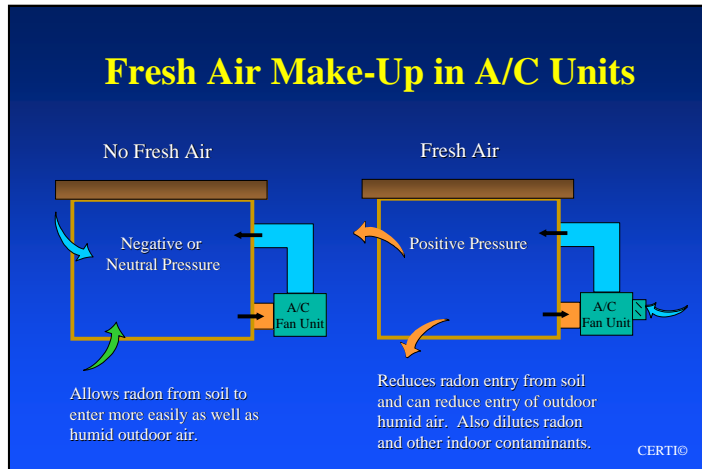 Fresh Air Make-Up in A/C Units
No Fresh Air
Negative or
Neutral Pressure
A/C
Fan Unit
Allows radon from soil to
enter more easily as well as
humid outdoor air.
Fresh Air
Positive Pressure
A/C
Fan Unit
Reduces radon entry from soil
and can reduce entry of outdoor
humid air.  Also dilutes radon
and other indoor contaminants.
CERTI©